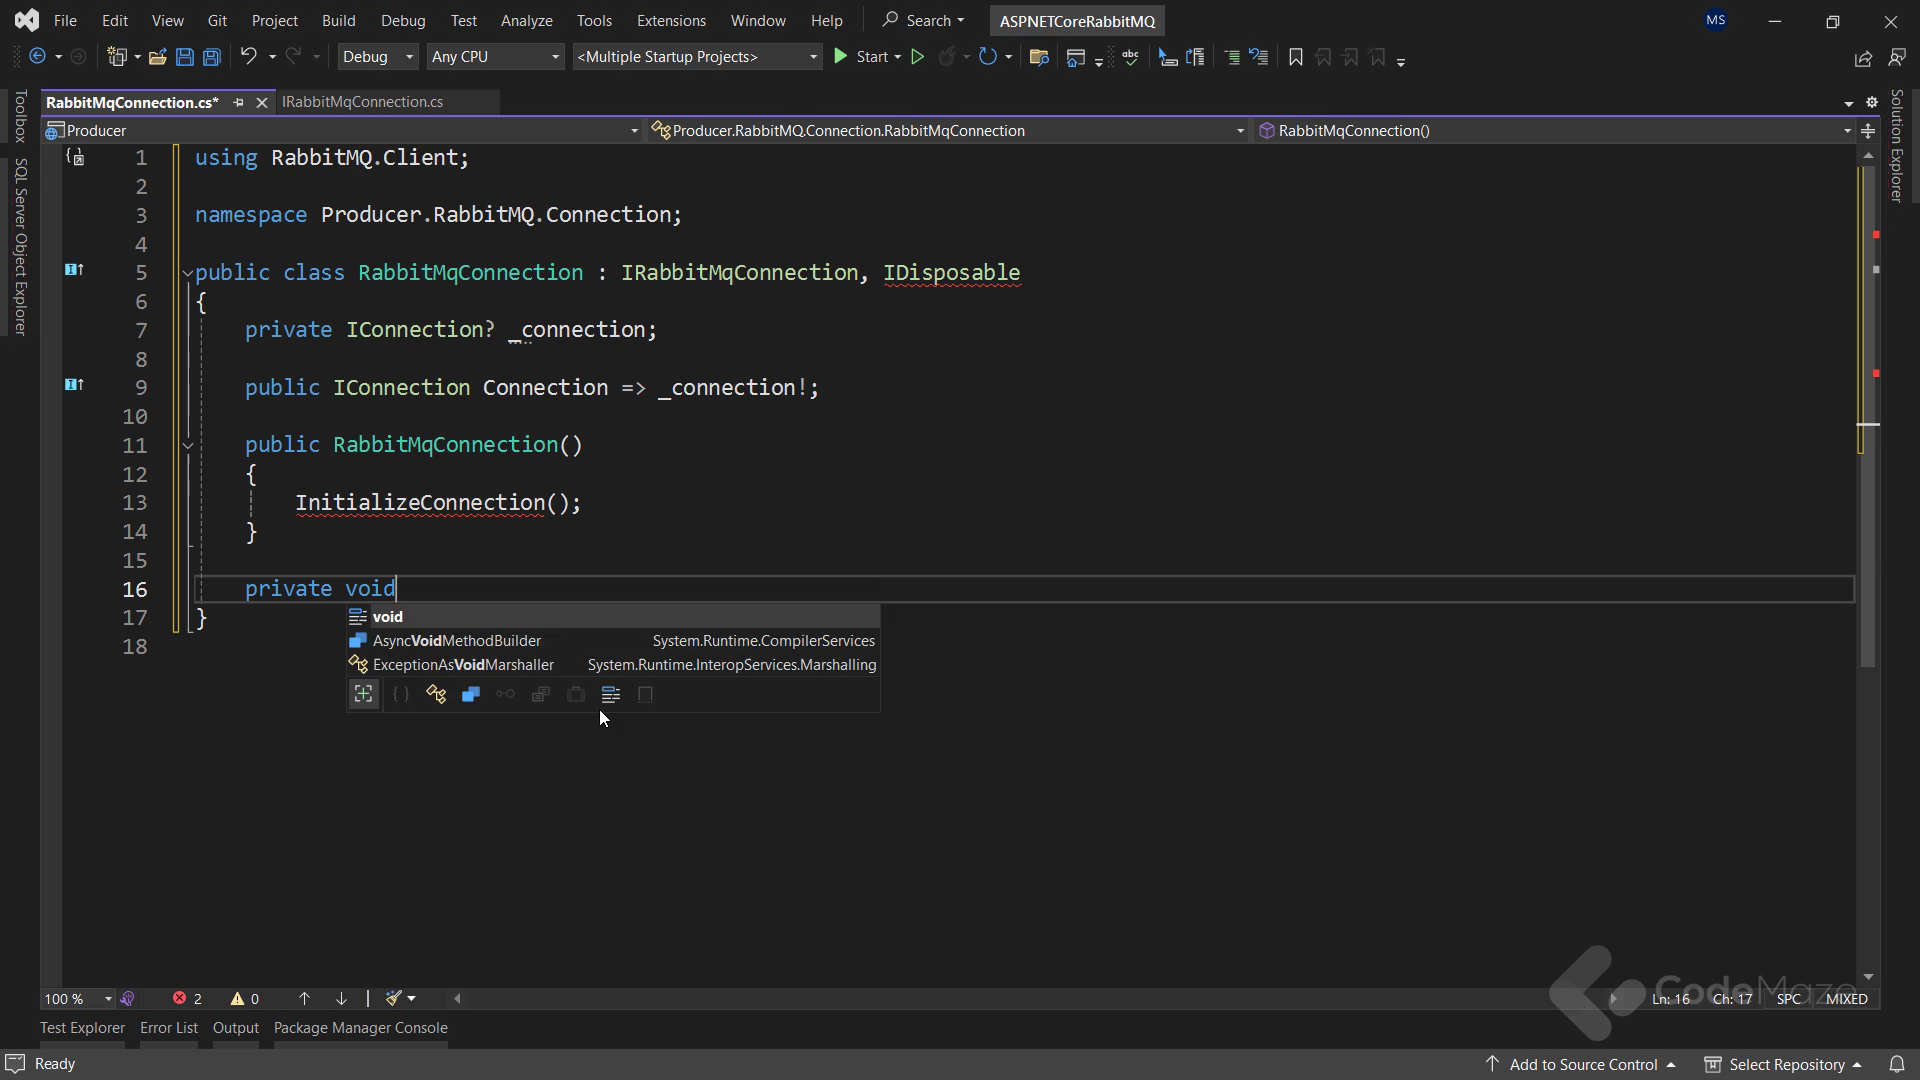 File Edit View Git Project Build Debug Test Analyze Tools Extensions Window Help Search ASPNETCoreRabbitMQ MS
Debug Any CPU <Multiple Startup Projects> Start
RabbitMqConnection.cs* IRabbitMqConnection.cs
Producer Producer.RabbitMQ.Connection.RabbitMqConnection RabbitMqConnection()
Toolbox
SQL Server Object Explorer
Solution Explorer
1 using RabbitMQ.Client;
2
3 namespace Producer.RabbitMQ.Connection;
4
5 public class RabbitMqConnection : IRabbitMqConnection, IDisposable
6 {
7 private IConnection? _connection;
8
9 public IConnection Connection => _connection!;
10
11 public RabbitMqConnection()
12 {
13 InitializeConnection();
14 }
15
16 private void
17 }
18
void
AsyncVoidMethodBuilder System.Runtime.CompilerServices
ExceptionAsVoidMarshaller System.Runtime.InteropServices.Marshalling
100 % 2 0 Ln: 16 Ch: 17 SPC MIXED
CodeMaze
Test Explorer Error List Output Package Manager Console
Ready Add to Source Control Select Repository